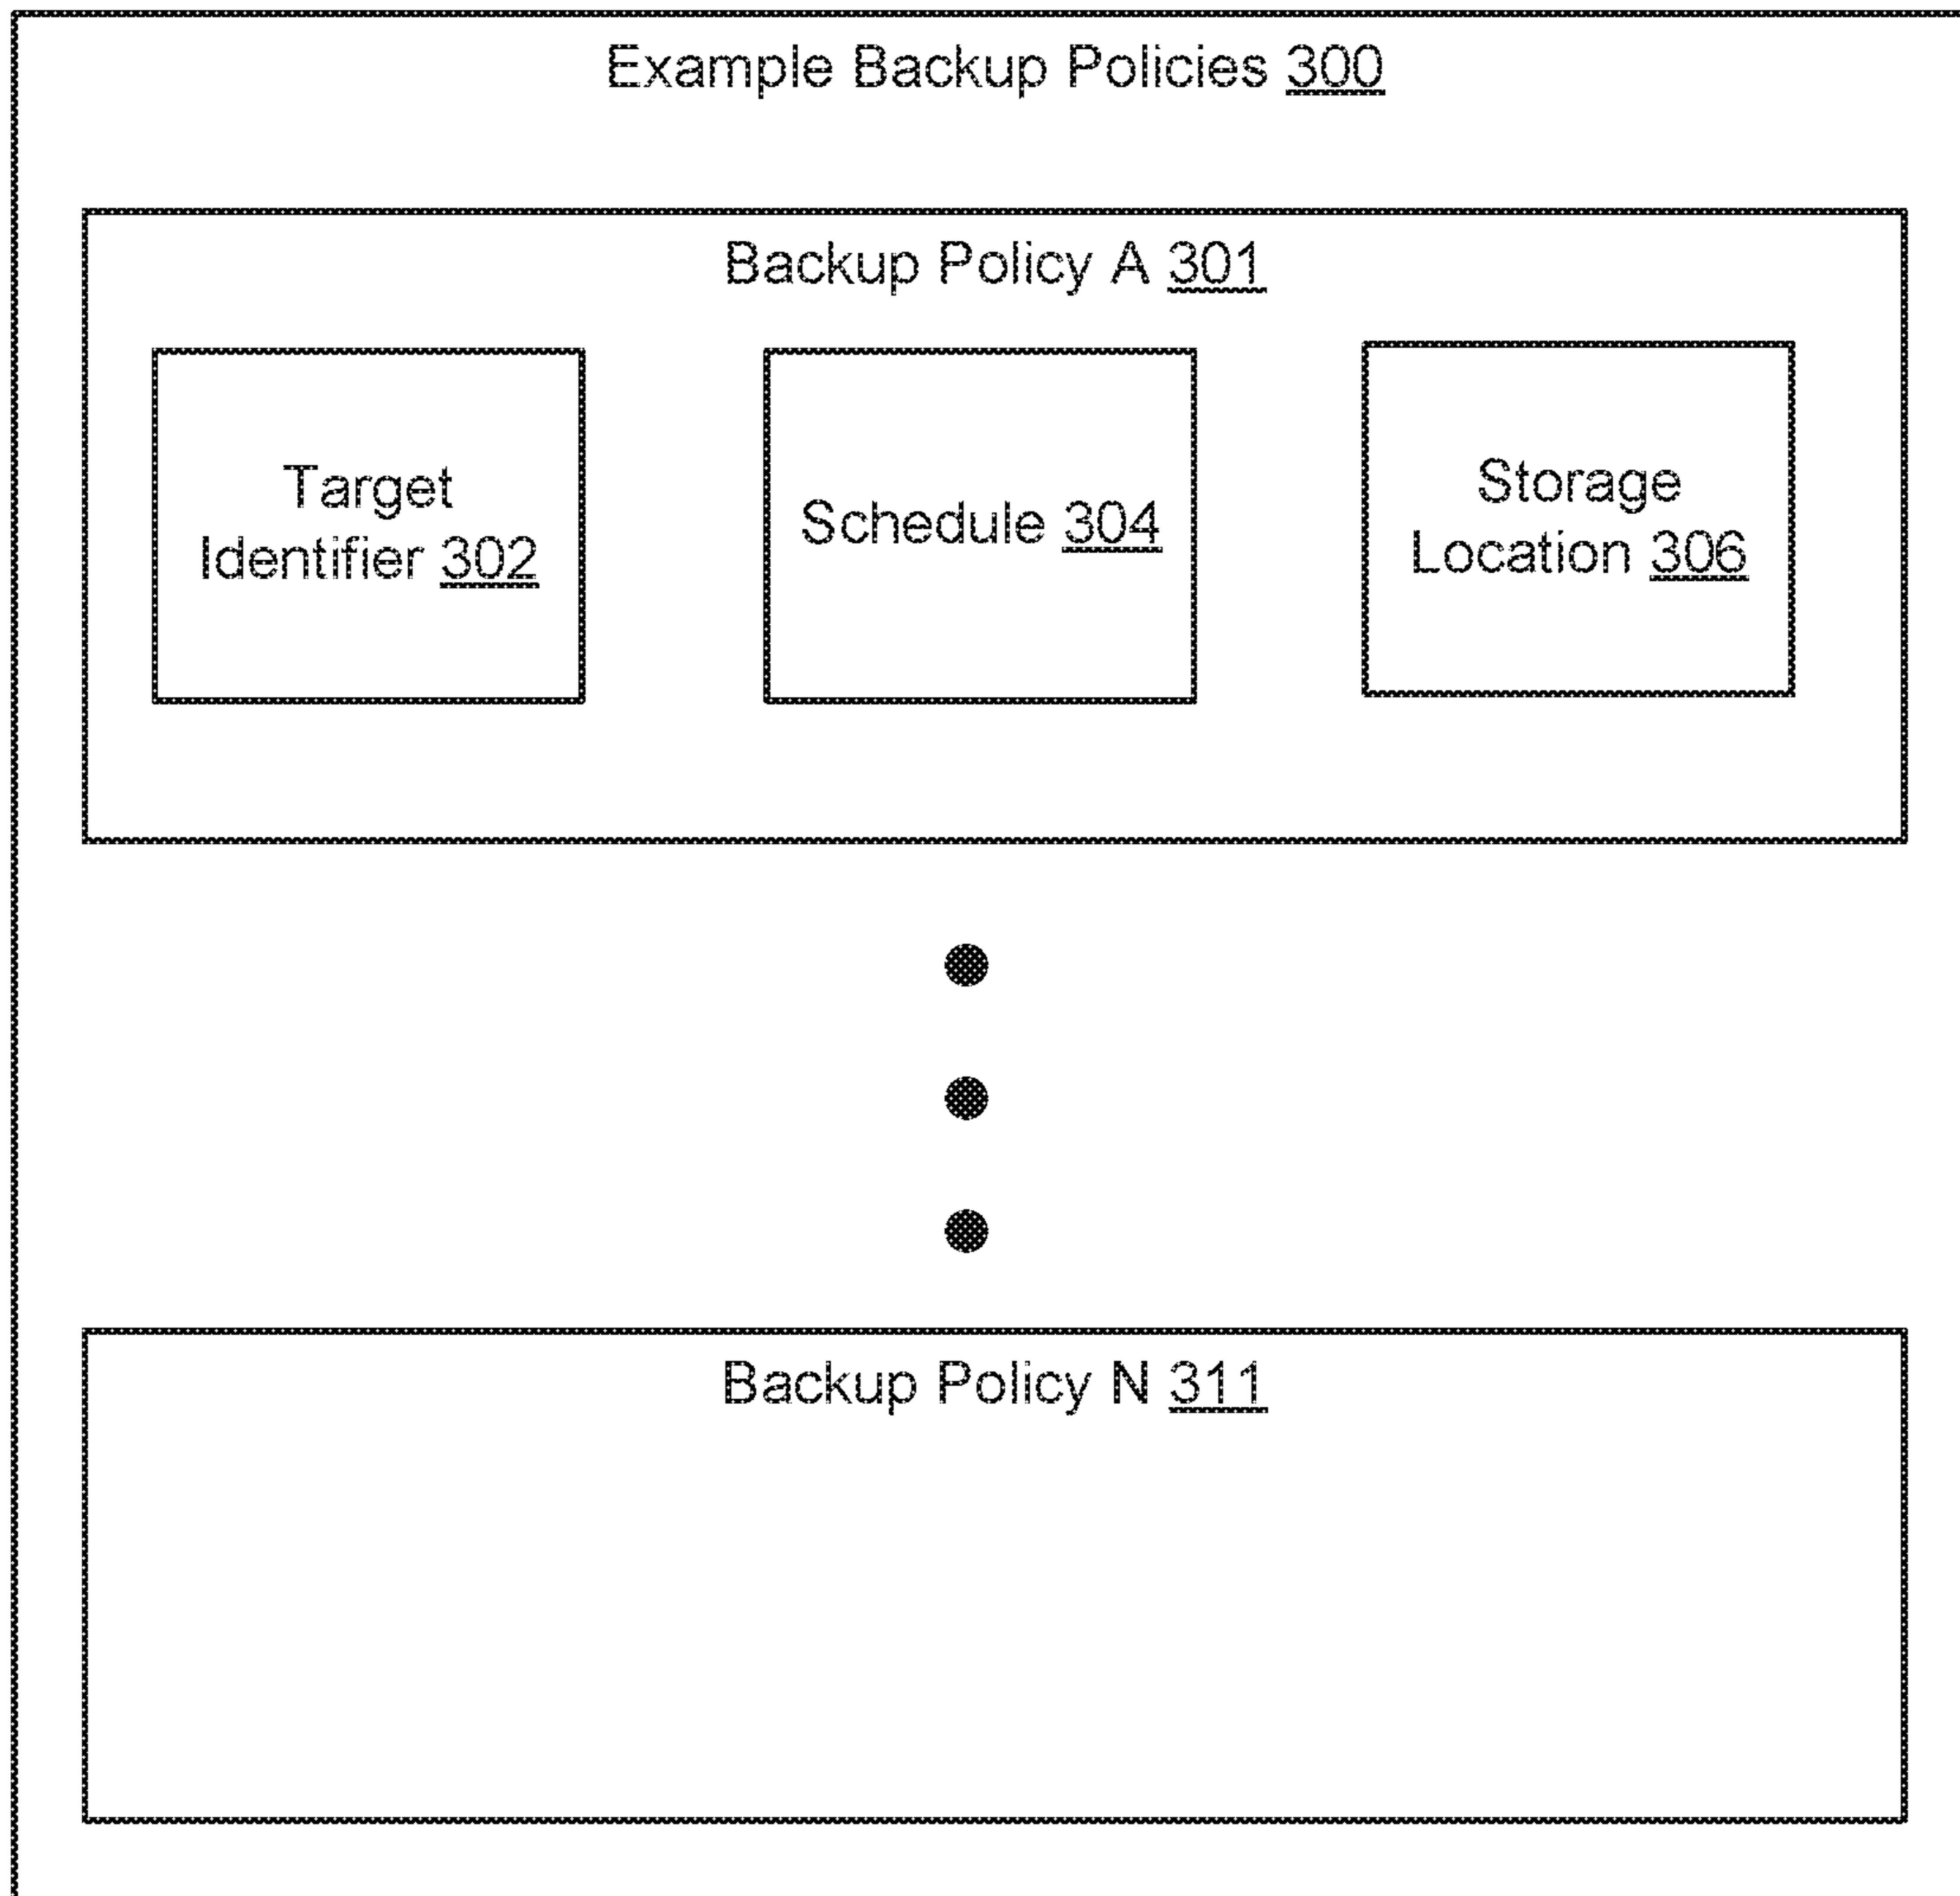 Example Backup Policies 300
Backup Policy A 301
Target
Identifier 302
Schedule 304
Storage
Location 306
Backup Policy N 311